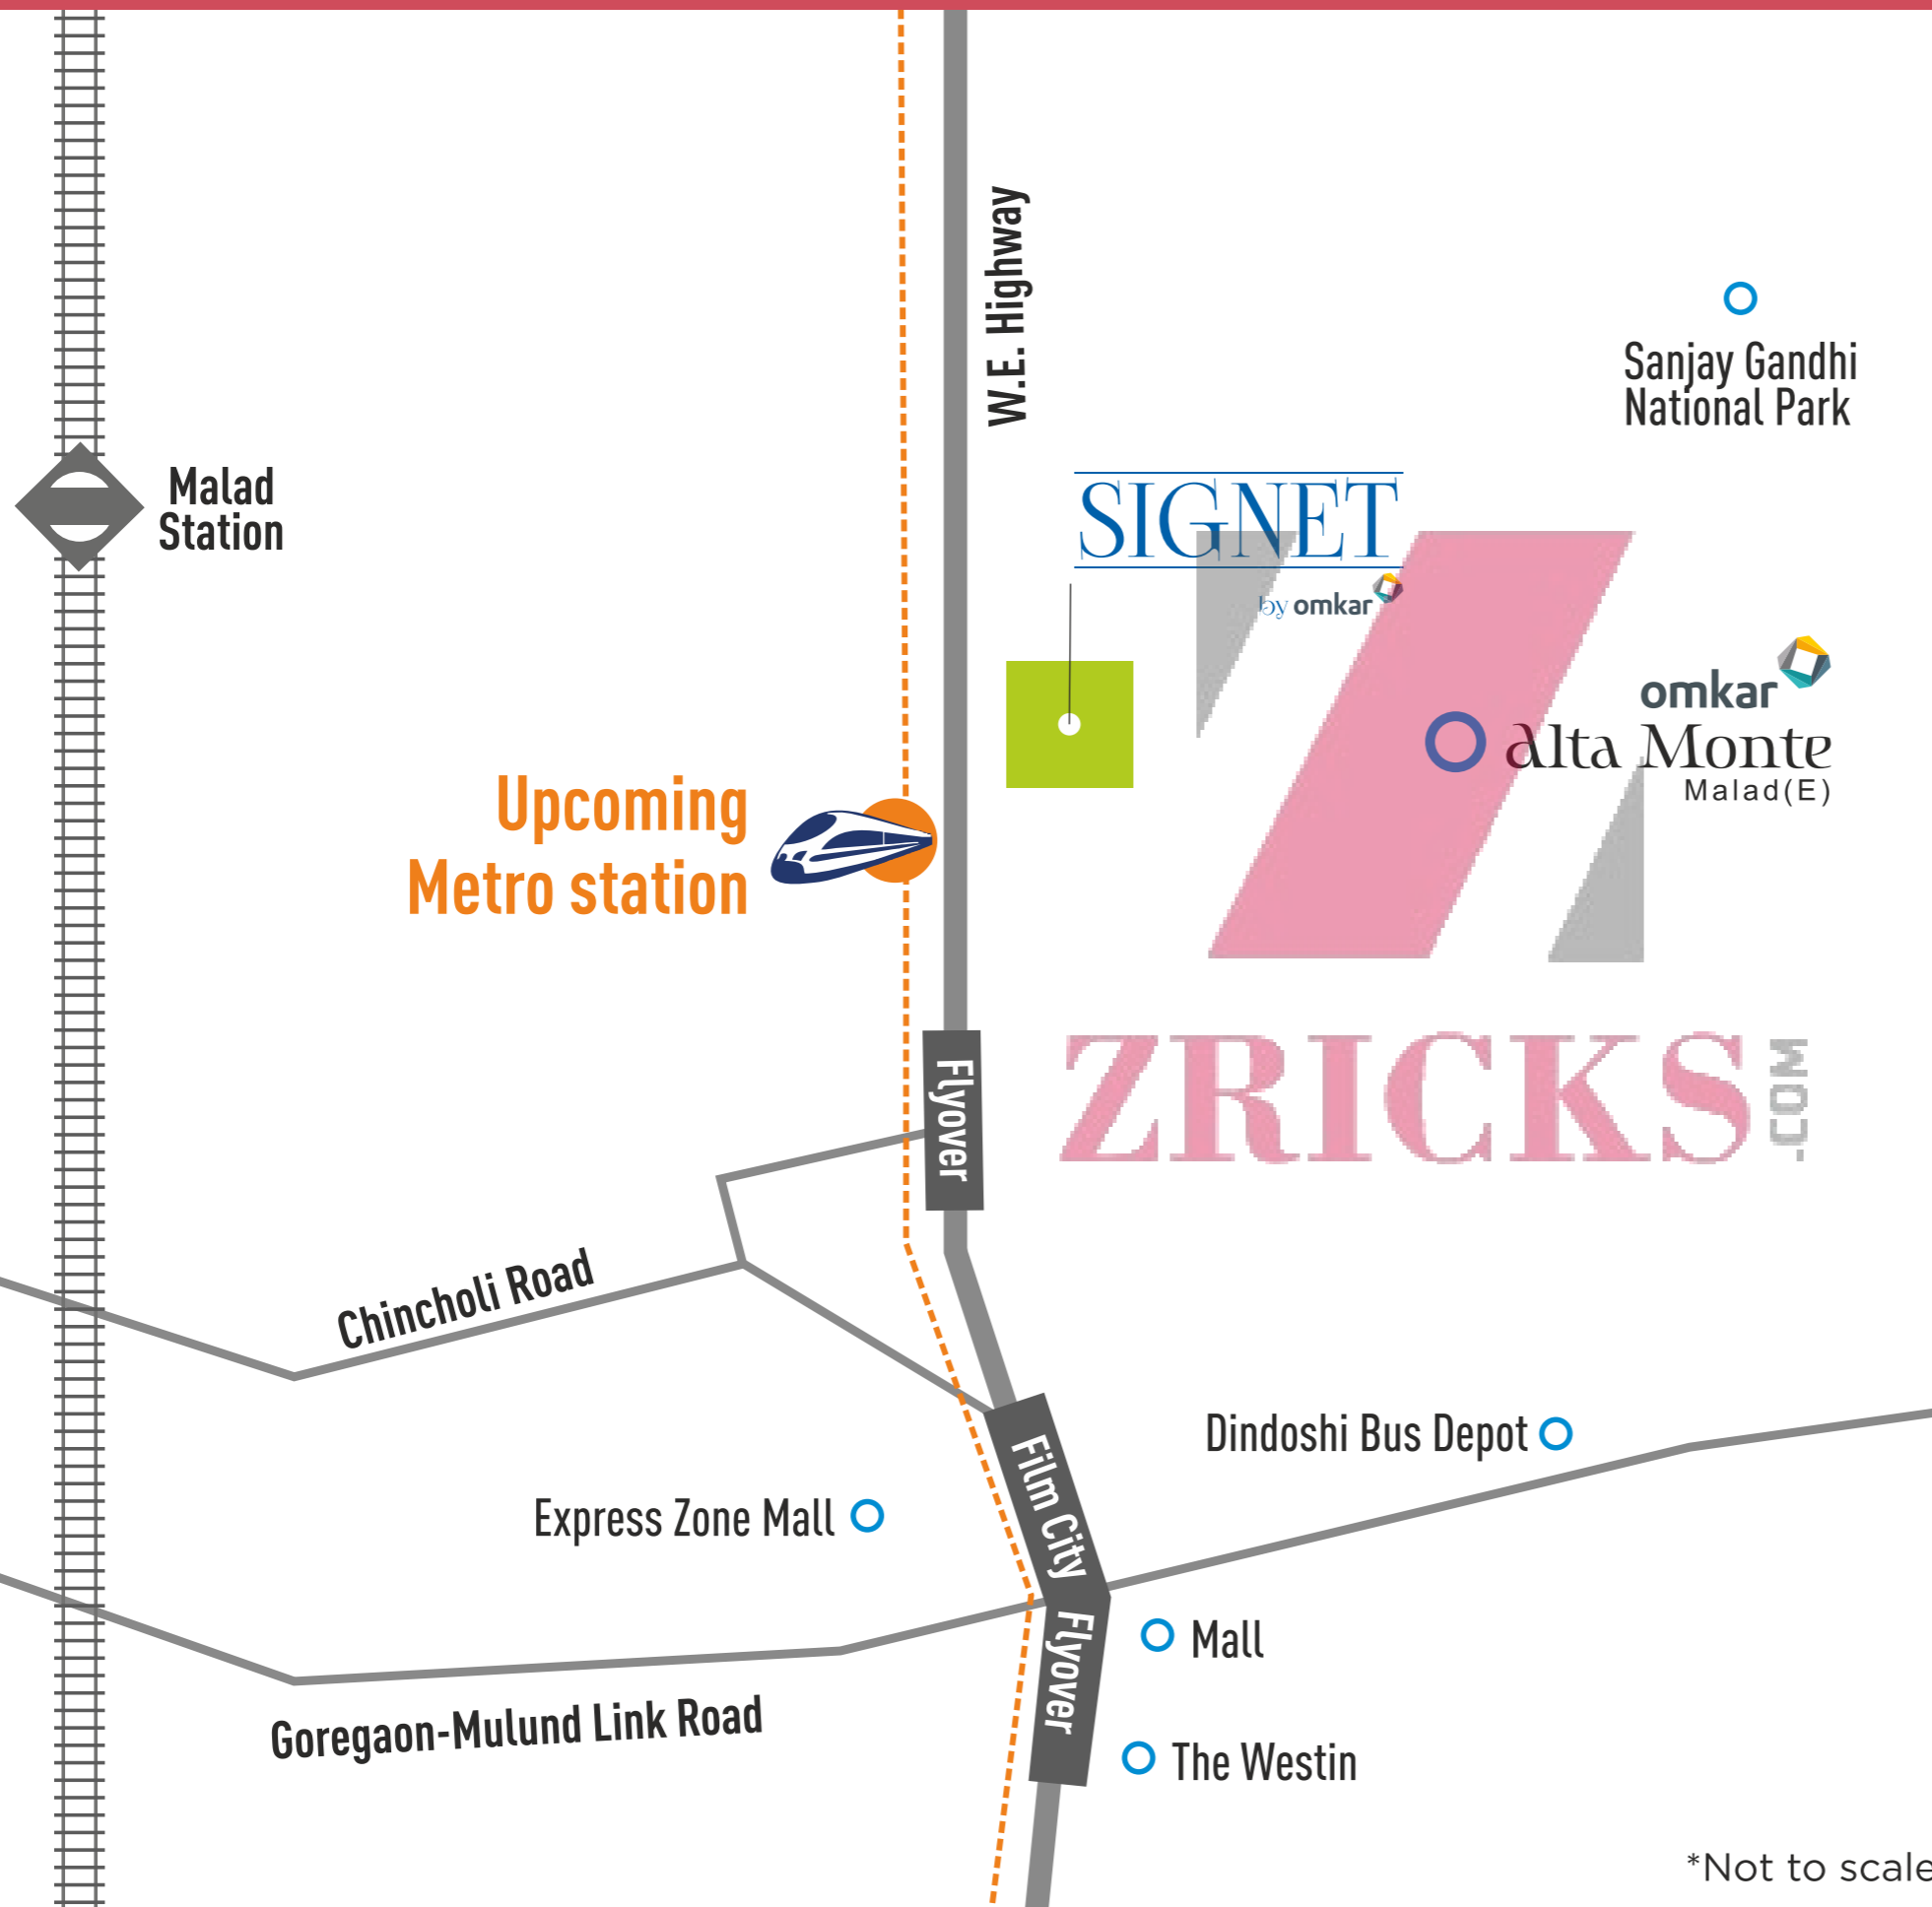 W.E. Highway
Sanjay Gandhi
National Park
Malad
Station
SIGNET
by omkar
omkar
Alta Monte
Malad(E)
Upcoming
Metro station
Flyover
ZRICKS
.COM
Chincholi Road
Dindoshi Bus Depot
Film City Flyover
Express Zone Mall
Mall
Goregaon-Mulund Link Road
The Westin
*Not to scale